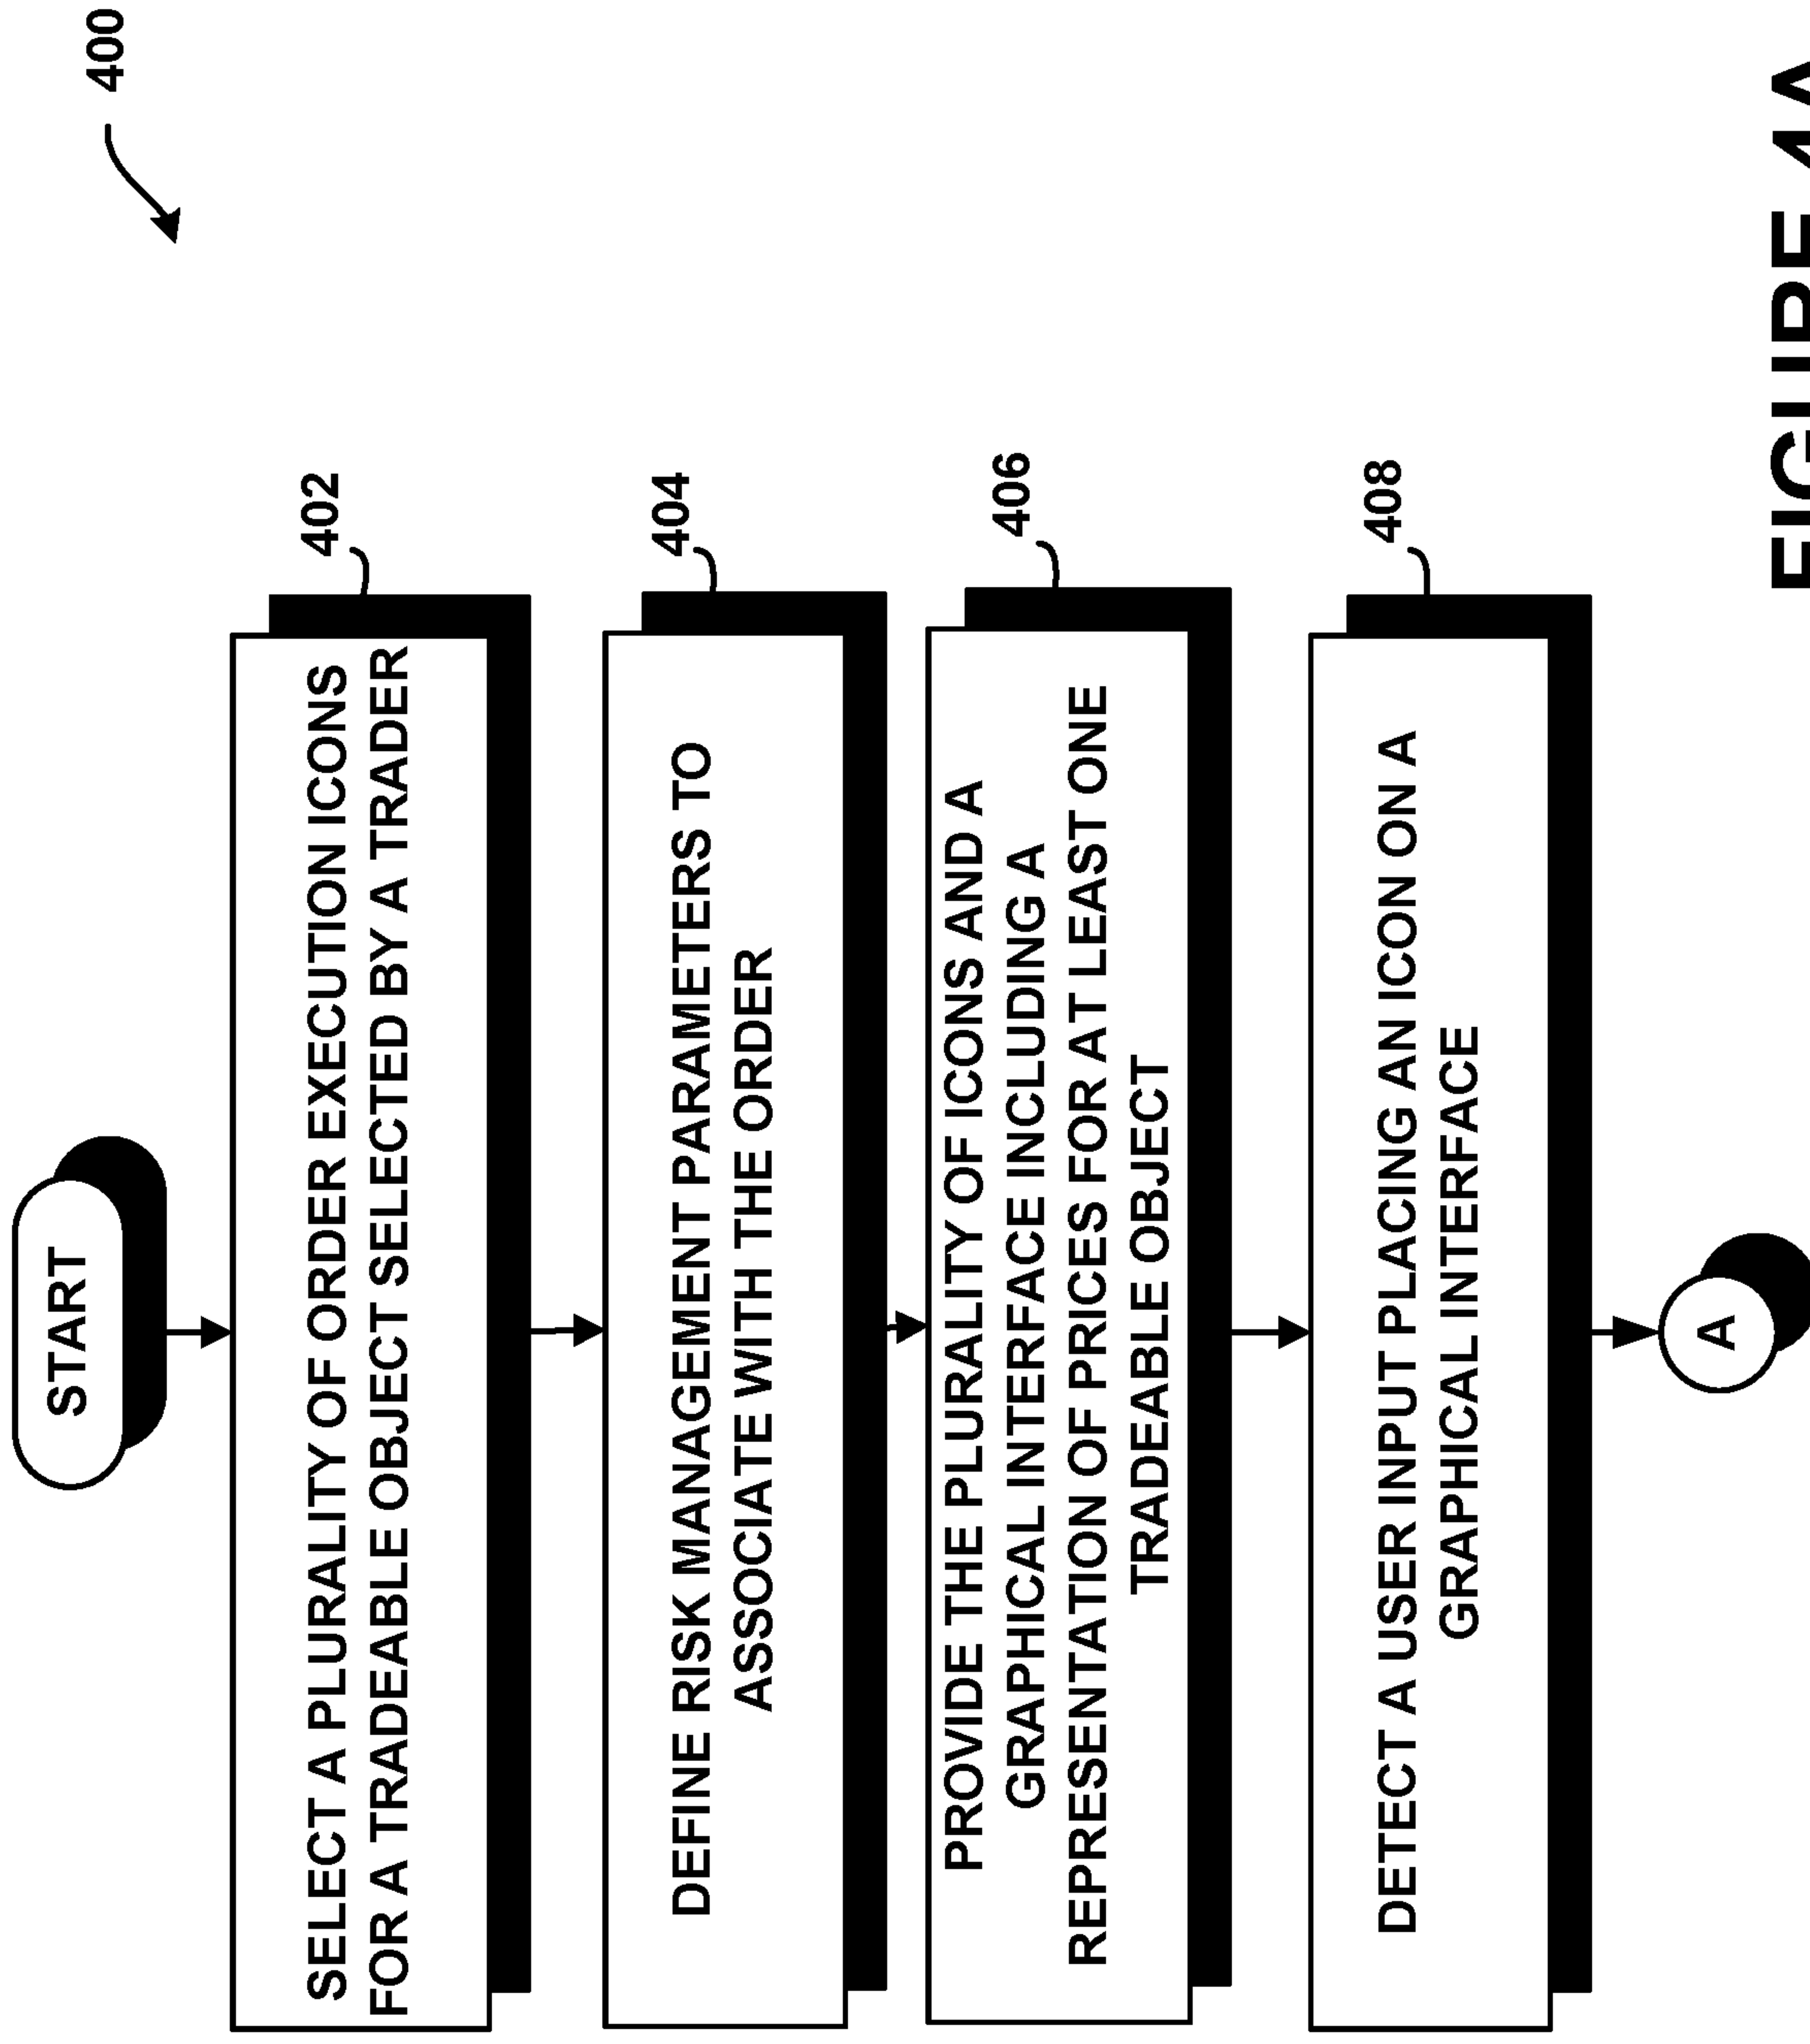 400
START
SELECT A PLURALITY OF ORDER EXECUTION ICONS
FOR A TRADEABLE OBJECT SELECTED BY A TRADER
402
DEFINE RISK MANAGEMENT PARAMETERS TO
ASSOCIATE WITH THE ORDER
404
PROVIDE THE PLURALITY OF ICONS AND A
GRAPHICAL INTERFACE INCLUDING A
REPRESENTATION OF PRICES FOR AT LEAST ONE
TRADEABLE OBJECT
406
DETECT A USER INPUT PLACING AN ICON ON A
GRAPHICAL INTERFACE
408
A
FIGURE 4A